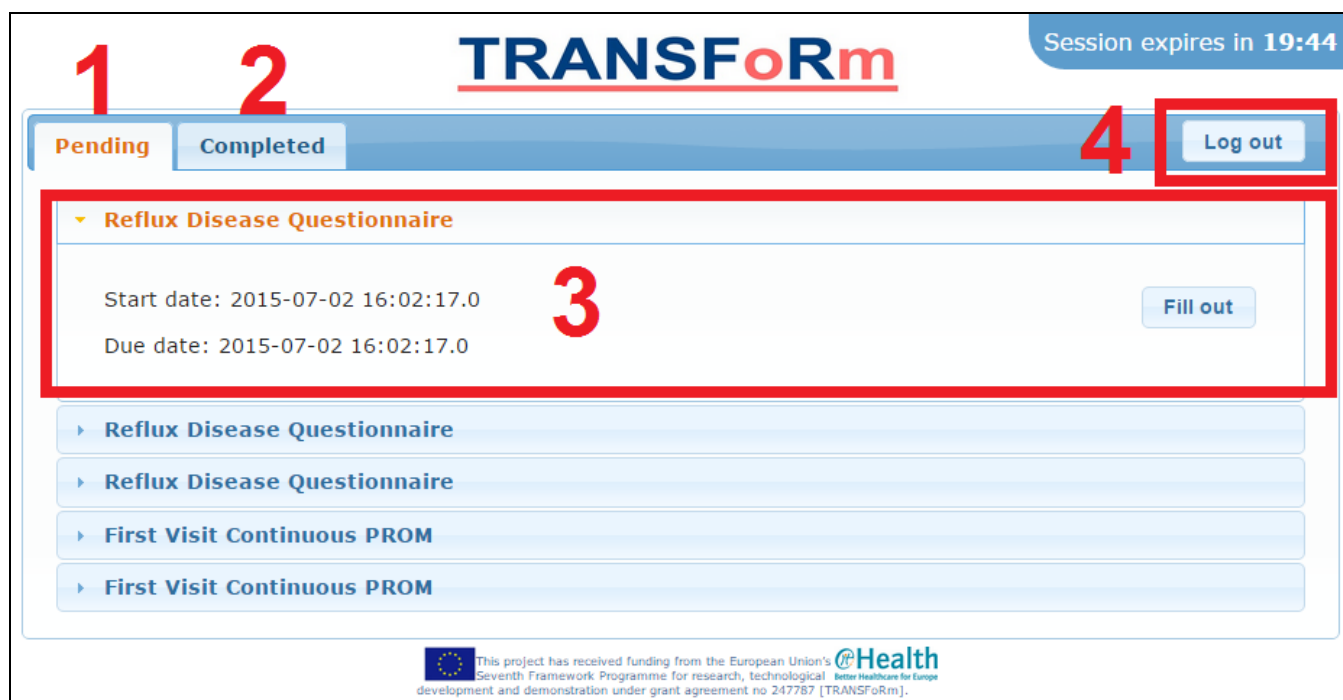 TRANSFoRm
Session expires in 19:44
1
2
Pending
Completed
4
Log out
Reflux Disease Questionnaire
Start date: 2015-07-02 16:02:17.0
3
Fill out
Due date: 2015-07-02 16:02:17.0
Reflux Disease Questionnaire
Reflux Disease Questionnaire
First Visit Continuous PROM
First Visit Continuous PROM
This project has received funding from the European Union's
Seventh Framework Programme for research, technological
development and demonstration under grant agreement no 247787 [TRANSFoRm].
eHealth
Better Healthcare for Europe